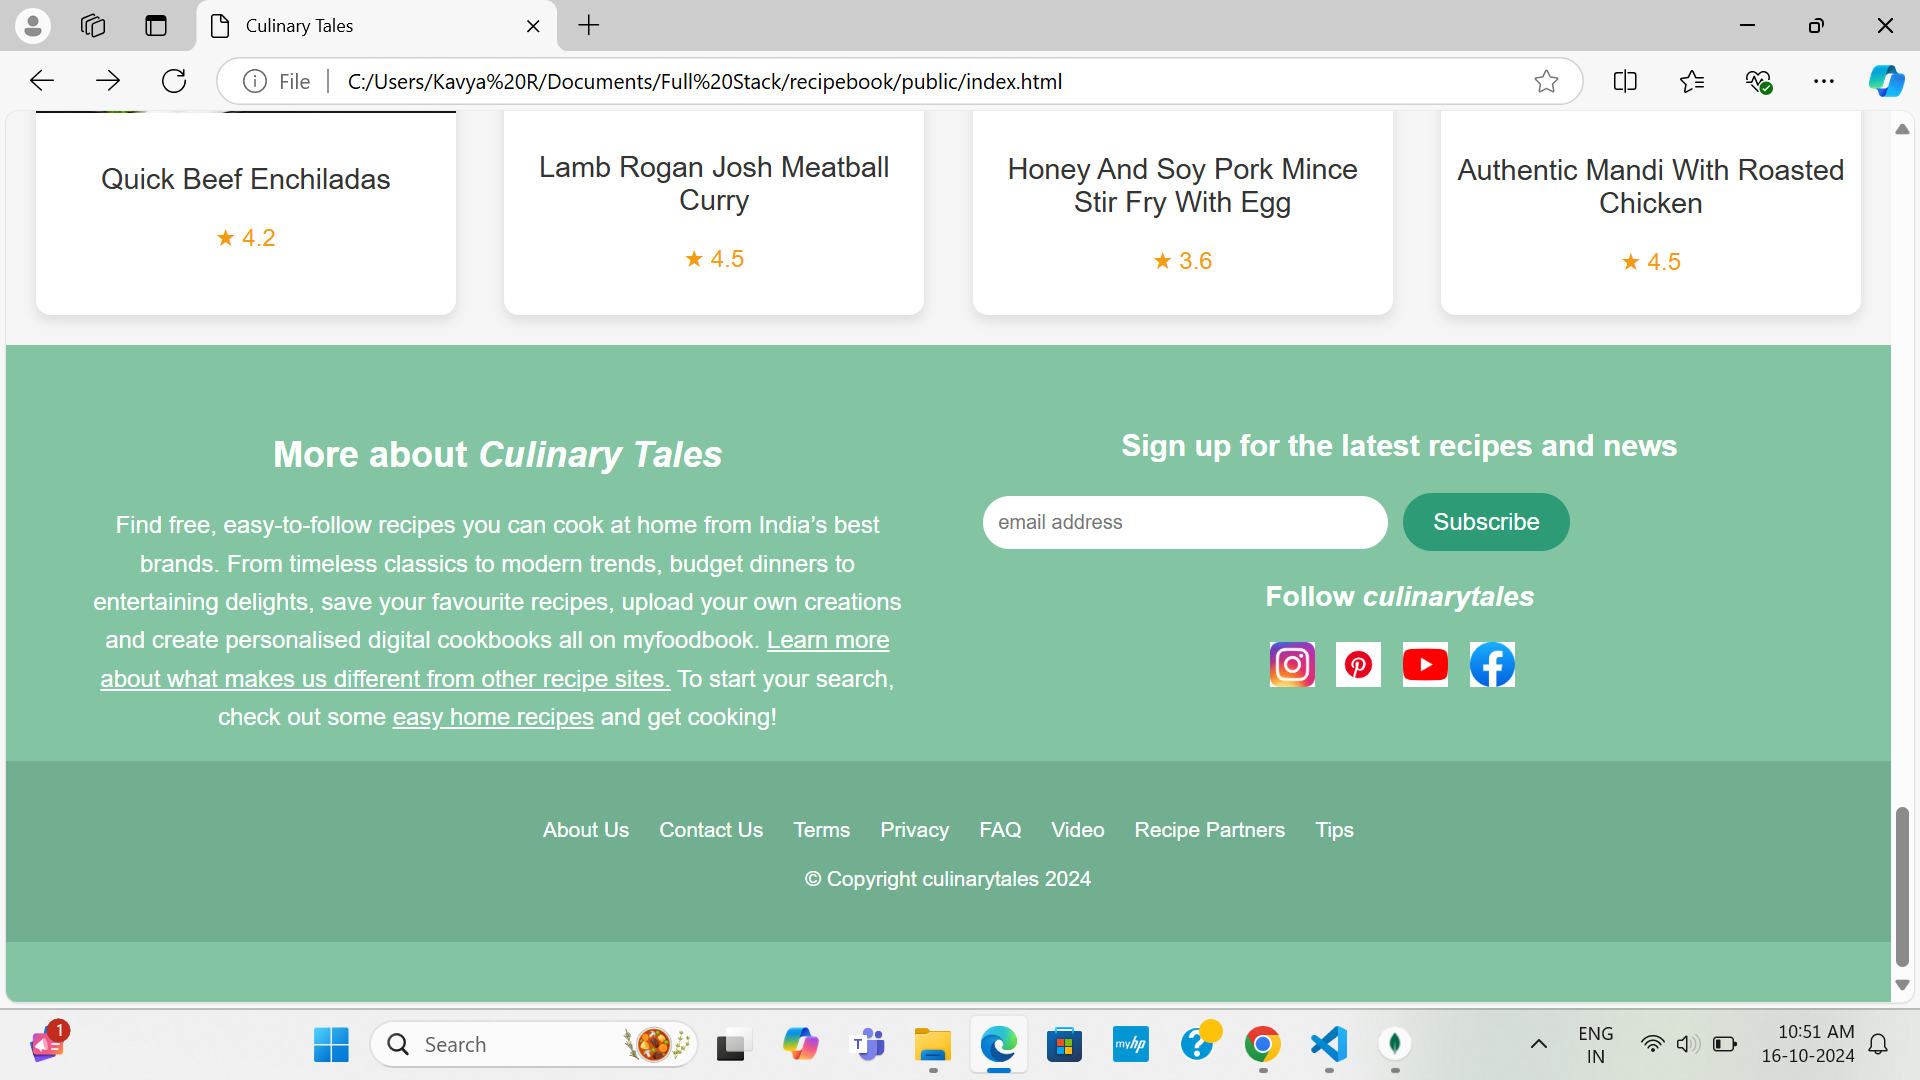 Culinary Tales
File
C:/Users/Kavya%20R/Documents/Full%20Stack/recipebook/public/index.html
Quick Beef Enchiladas
★ 4.2
Lamb Rogan Josh Meatball
Curry
★ 4.5
Honey And Soy Pork Mince
Stir Fry With Egg
★ 3.6
Authentic Mandi With Roasted
Chicken
★ 4.5
More about Culinary Tales
Find free, easy-to-follow recipes you can cook at home from India’s best
brands. From timeless classics to modern trends, budget dinners to
entertaining delights, save your favourite recipes, upload your own creations
and create personalised digital cookbooks all on myfoodbook. Learn more
about what makes us different from other recipe sites. To start your search,
check out some easy home recipes and get cooking!
Sign up for the latest recipes and news
email address
Subscribe
Follow culinarytales
About Us Contact Us Terms Privacy FAQ Video Recipe Partners Tips
© Copyright culinarytales 2024
1
Search
T
myhp
?
ENG
IN
10:51 AM
16-10-2024